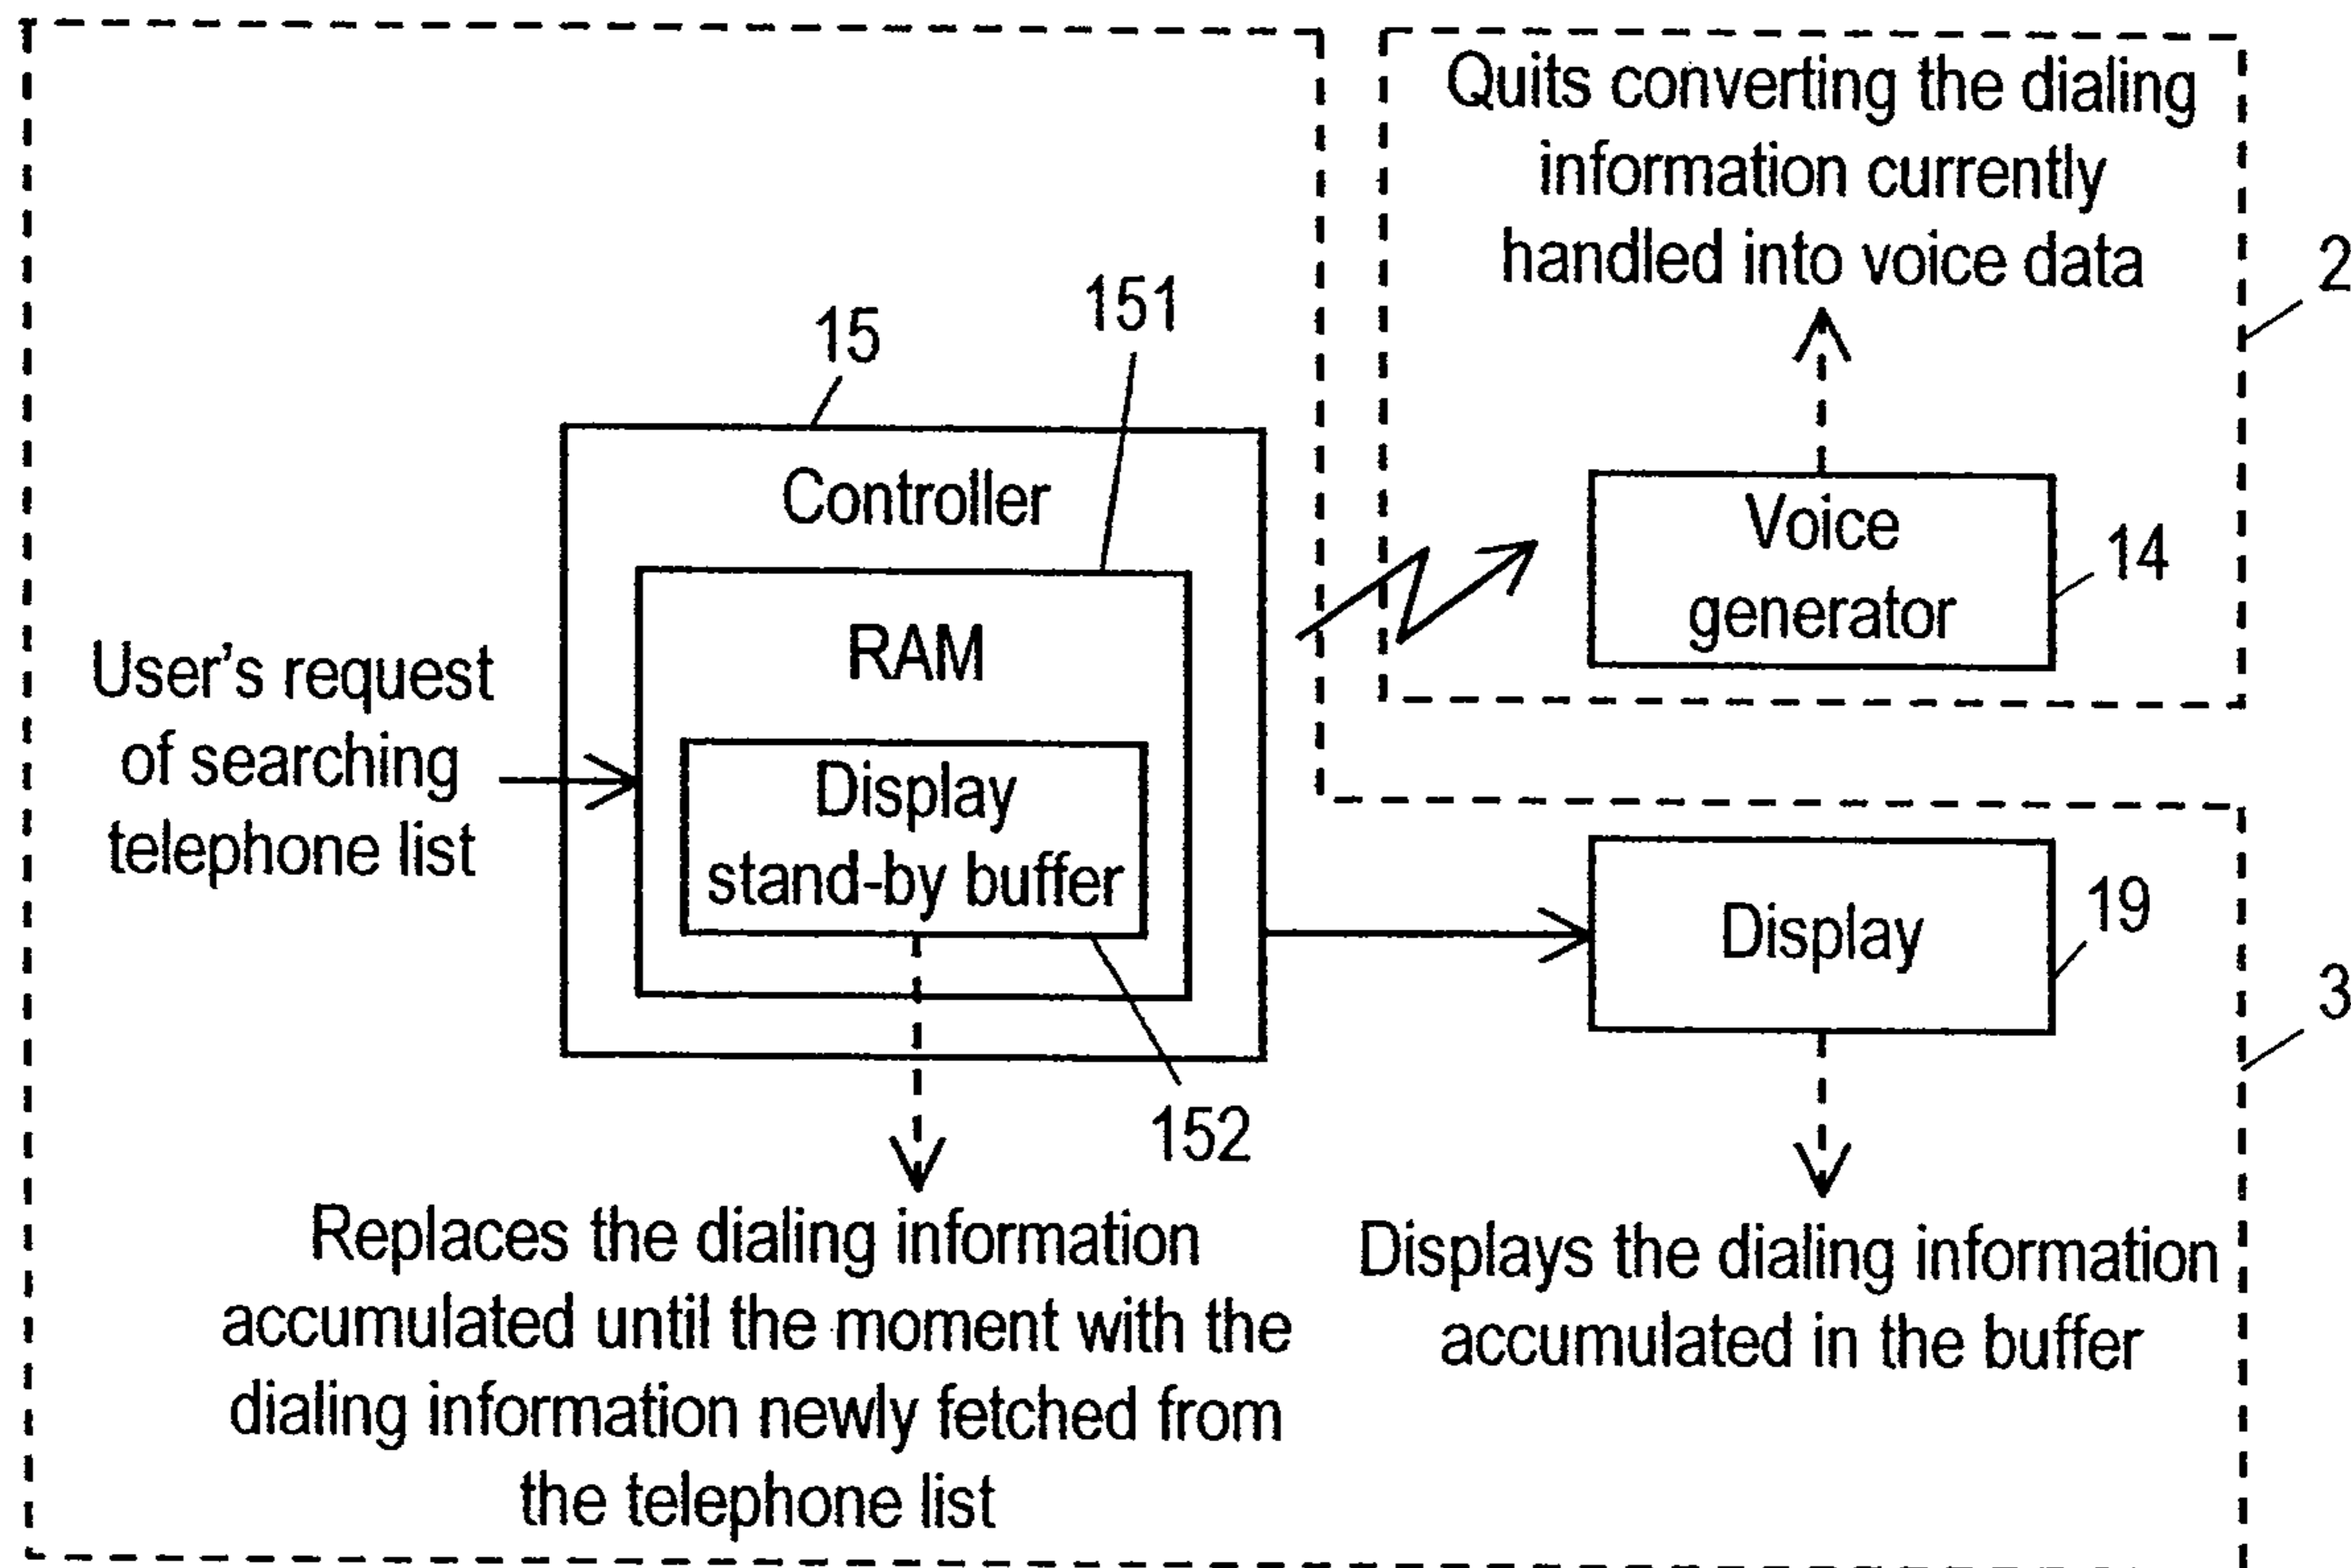 Quits converting the dialing
information currently
handled into voice data
2
151
15
Controller
Voice
generator
14
RAM
User's request
of searching
telephone list
Display
stand-by buffer
Display
19
3
152
Replaces the dialing information
accumulated until the moment with the
dialing information newly fetched from
the telephone list
Displays the dialing information
accumulated in the buffer